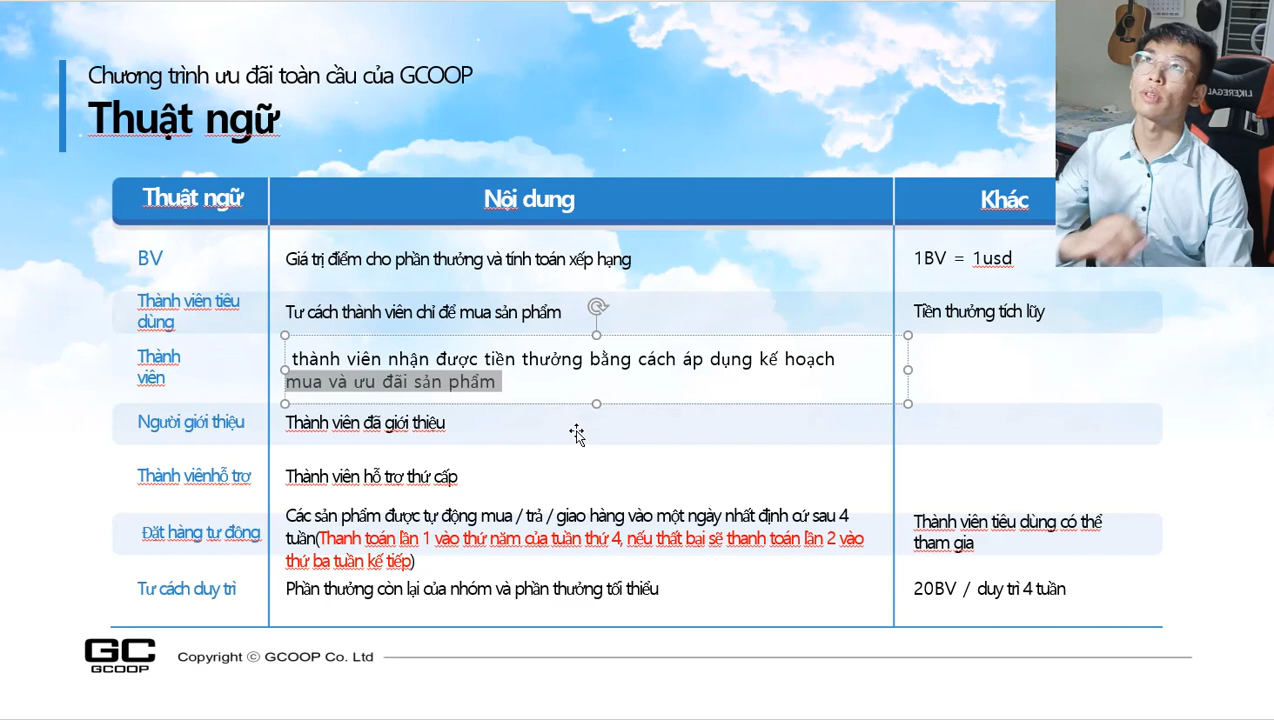 Chương trình ưu đãi toàn cầu của GCOOP
Thuật ngữ
Thuật ngữ
Nội dung
Khác
BV
Giá trị điểm cho phần thưởng và tính toán xếp hạng
1BV = 1usd
Thành viên tiêu
dùng
Tư cách thành viên chỉ để mua sản phẩm
Tiền thưởng tích lũy
Thành
viên
thành viên nhận được tiền thưởng bằng cách áp dụng kế hoạch
mua và ưu đãi sản phẩm
Người giới thiệu
Thành viên đã giới thiệu
Thành viênhỗ trợ
Thành viên hỗ trợ thứ cấp
Đặt hàng tự động
Các sản phẩm được tự động mua / trả / giao hàng vào một ngày nhất định cứ sau 4
tuần(Thanh toán lần 1 vào thứ năm của tuần thứ 4, nếu thất bại sẽ thanh toán lần 2 vào
thứ ba tuần kế tiếp)
Thành viên tiêu dùng có thể
tham gia
Tư cách duy trì
Phần thưởng còn lại của nhóm và phần thưởng tối thiểu
20BV / duy trì 4 tuần
GC
GCOOP
Copyright ⓒ GCOOP Co. Ltd
LIKEREGAL